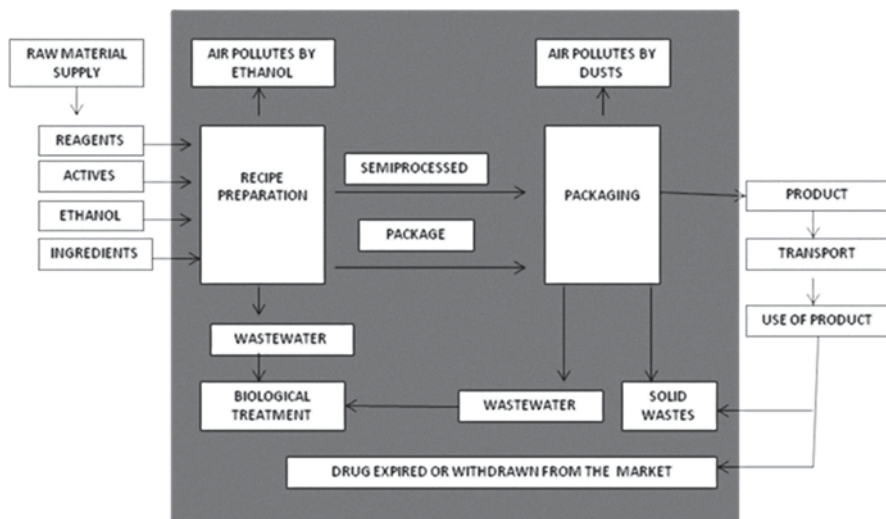 RAW MATERIAL
SUPPLY
AIR POLLUTES BY
ETHANOL
AIR POLLUTES BY
DUSTS
REAGENTS
ACTIVES
ETHANOL
INGREDIENTS
RECIPE
PREPARATION
SEMIPROCESSED
PACKAGE
PACKAGING
PRODUCT
TRANSPORT
USE OF PRODUCT
WASTEWATER
BIOLOGICAL
TREATMENT
WASTEWATER
SOLID
WASTES
DRUG EXPIRED OR WITHDRAWN FROM THE MARKET